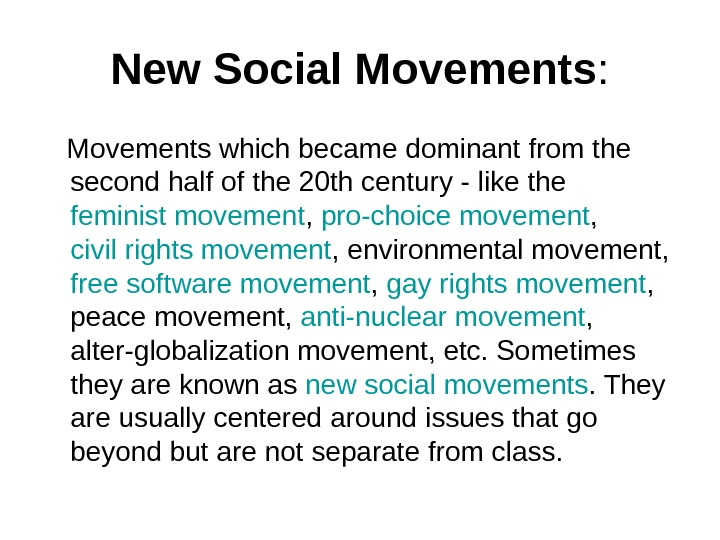 New Social Movements:
Movements which became dominant from the
second half of the 20th century - like the
feminist movement, pro-choice movement,
civil rights movement, environmental movement,
free software movement, gay rights movement,
peace movement, anti-nuclear movement,
alter-globalization movement, etc. Sometimes
they are known as new social movements. They
are usually centered around issues that go
beyond but are not separate from class.